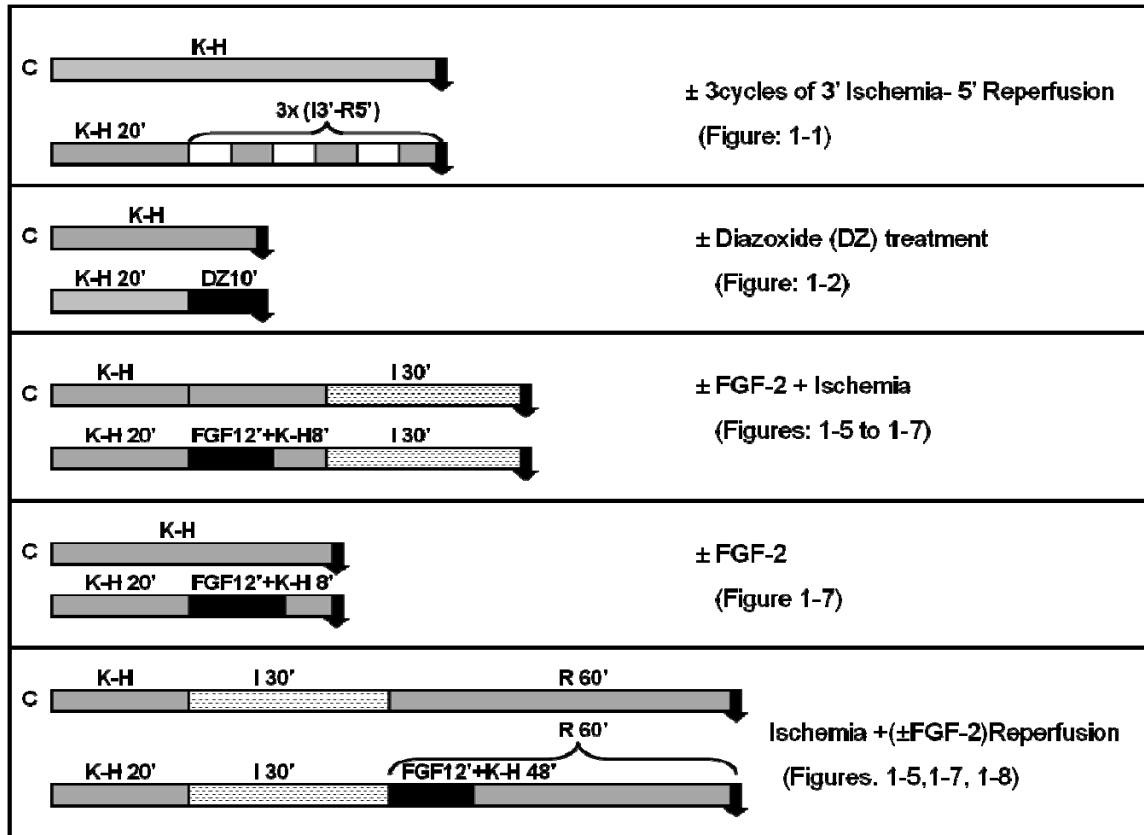 K-H
C
K-H 20' 3x (I3'-R5')
± 3cycles of 3' Ischemia- 5' Reperfusion
(Figure: 1-1)
K-H
C
K-H 20' DZ10'
± Diazoxide (DZ) treatment
(Figure: 1-2)
K-H I 30'
C
K-H 20' FGF12'+K-H8' I 30'
± FGF-2 + Ischemia
(Figures: 1-5 to 1-7)
K-H
C
K-H 20' FGF12'+K-H 8'
± FGF-2
(Figure 1-7)
K-H I 30' R 60'
C
R 60'
K-H 20' I 30' FGF12'+K-H 48'
Ischemia +(±FGF-2)Reperfusion
(Figures. 1-5,1-7, 1-8)